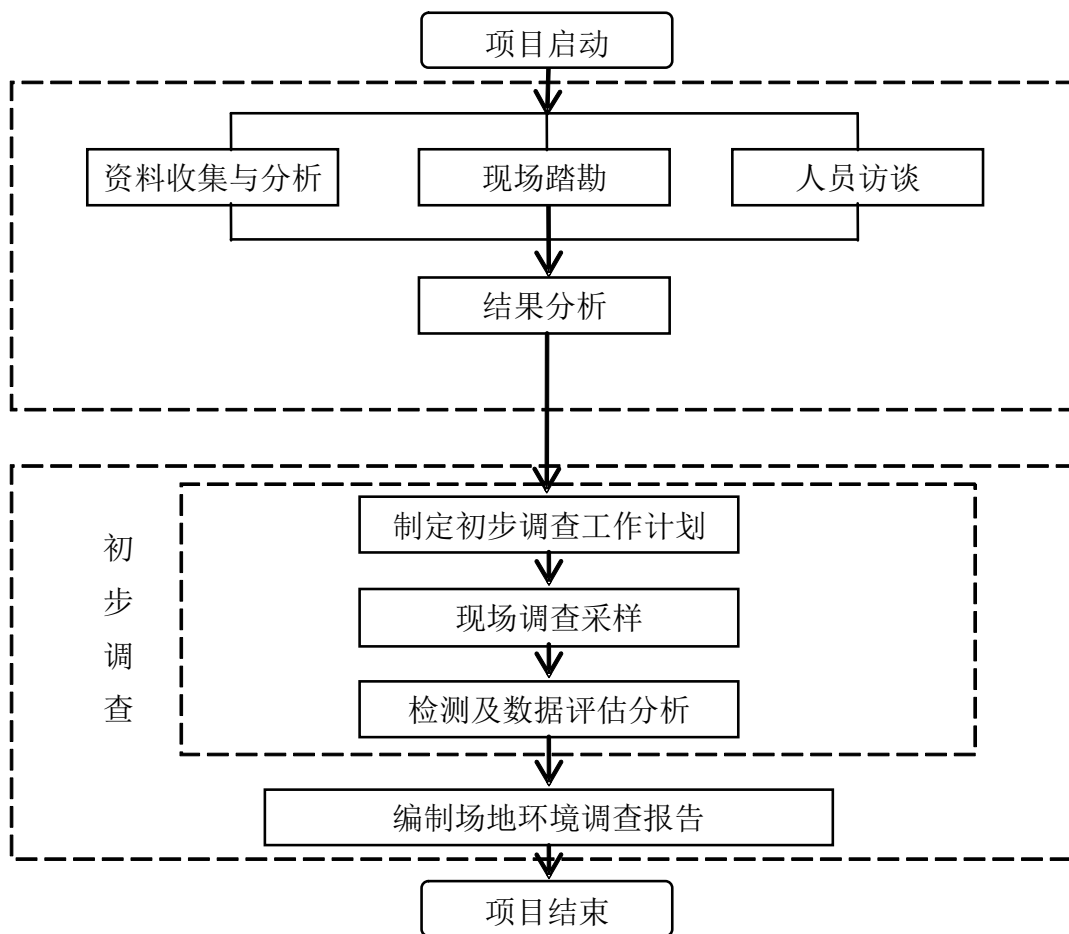 项目启动
资料收集与分析
现场踏勘
人员访谈
结果分析
初步调查
制定初步调查工作计划
现场调查采样
检测及数据评估分析
编制场地环境调查报告
项目结束